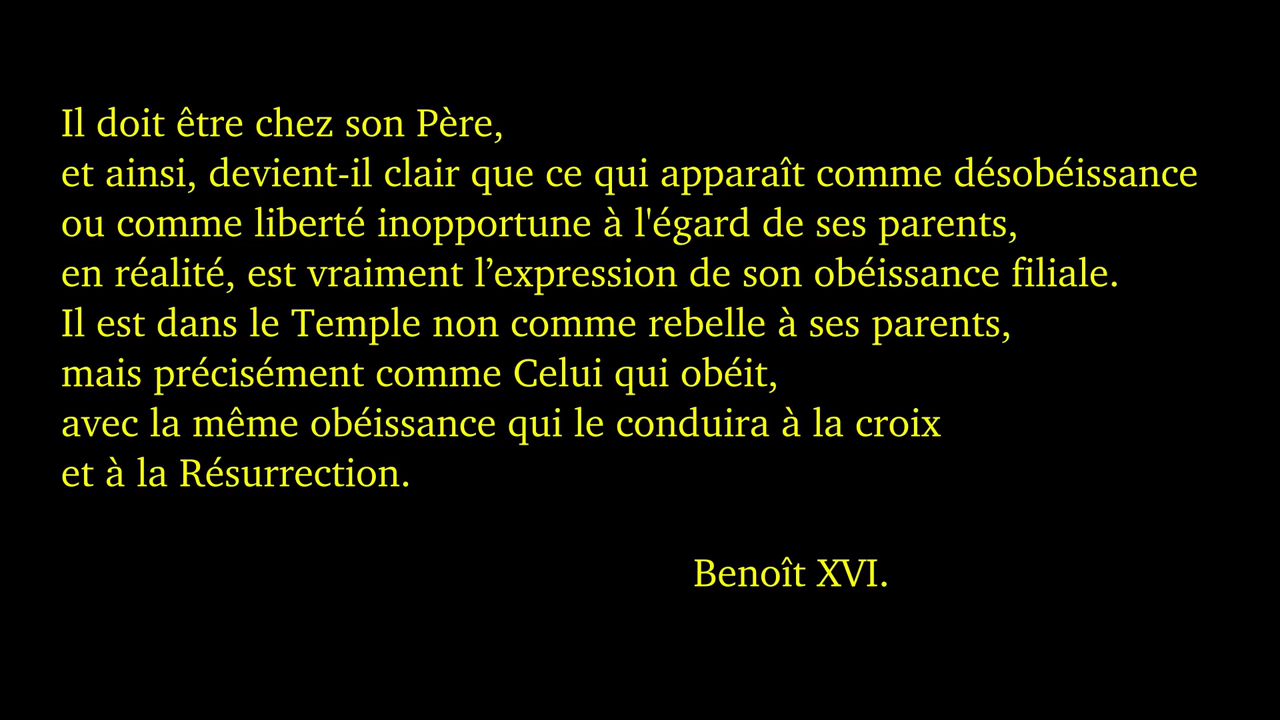 Il doit être chez son Père,
et ainsi, devient-il clair que ce qui apparaît comme désobéissance
ou comme liberté inopportune à l'égard de ses parents,
en réalité, est vraiment l’expression de son obéissance filiale.
Il est dans le Temple non comme rebelle à ses parents,
mais précisément comme Celui qui obéit,
avec la même obéissance qui le conduira à la croix
et à la Résurrection.
Benoît XVI.